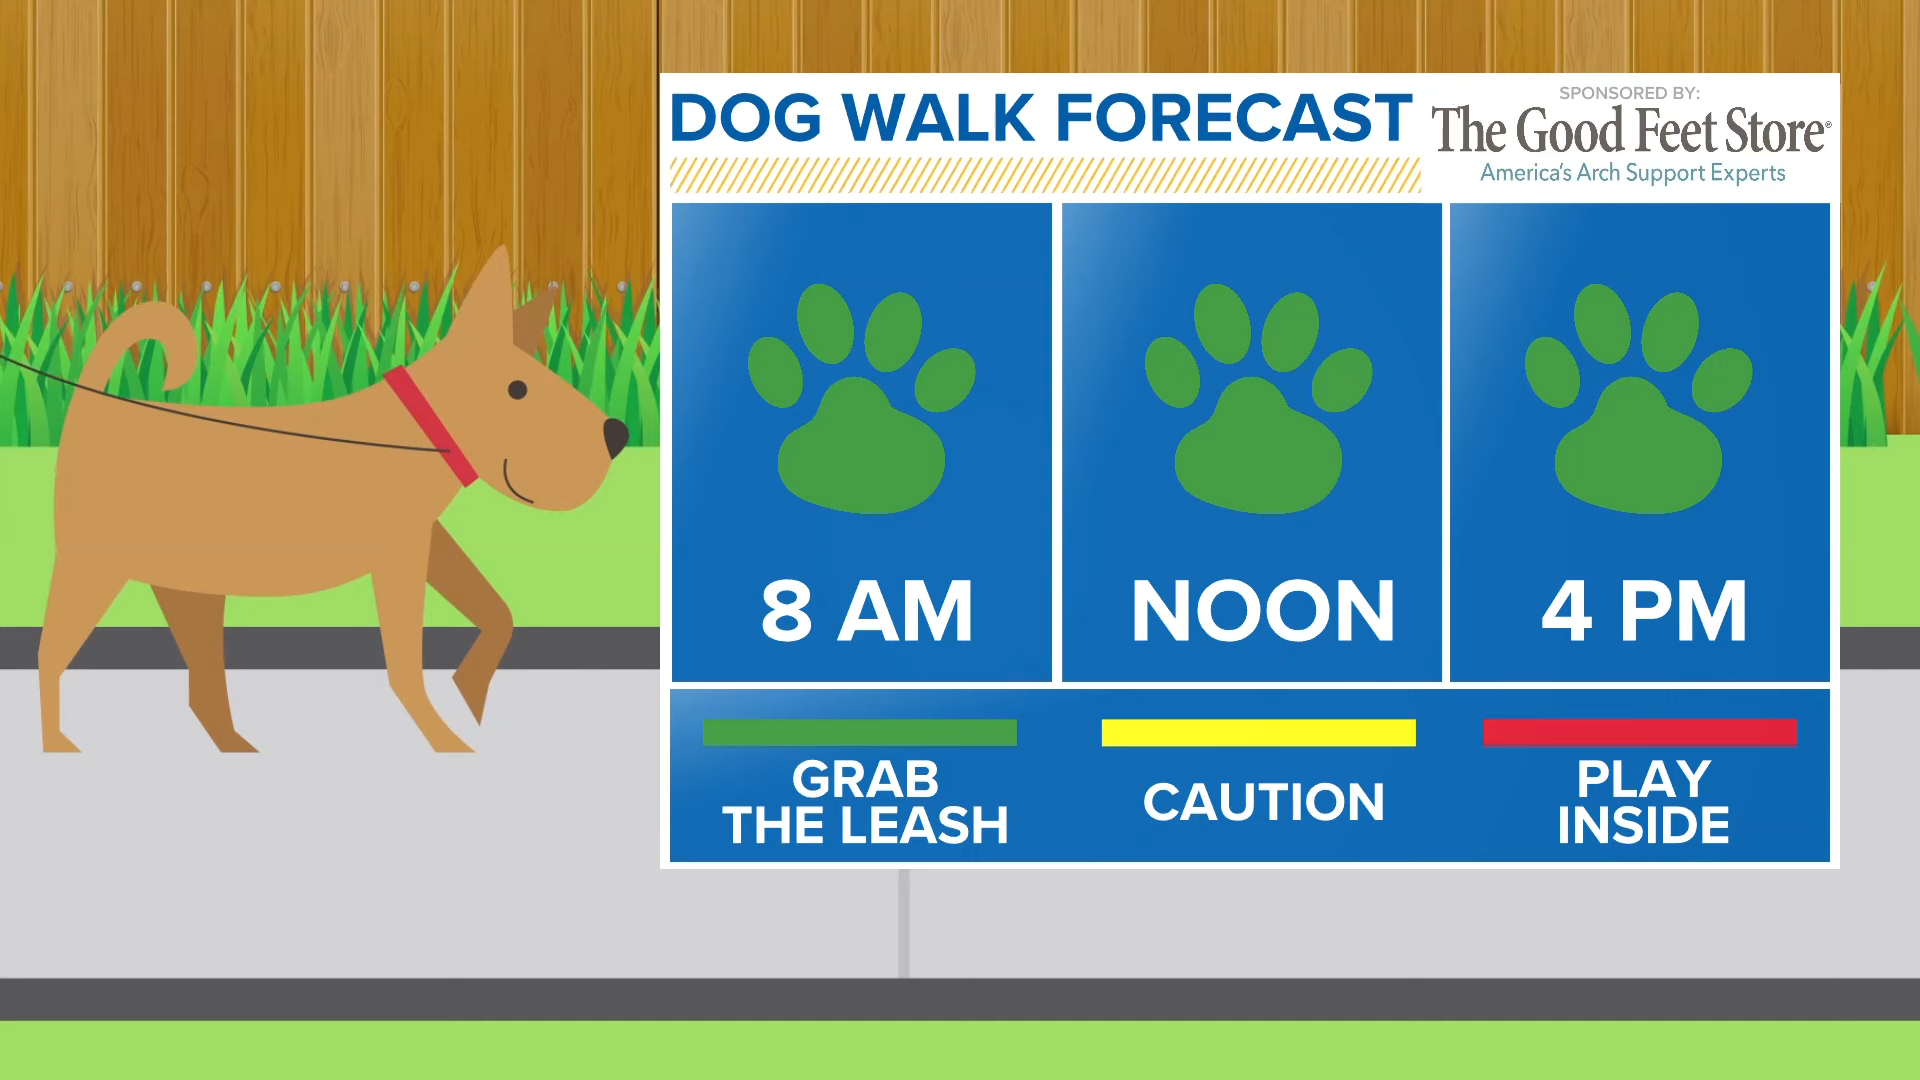 DOG WALK FORECAST
SPONSORED BY:
The Good Feet Store®
America's Arch Support Experts
8 AM
NOON
4 PM
GRAB
THE LEASH
CAUTION
PLAY
INSIDE